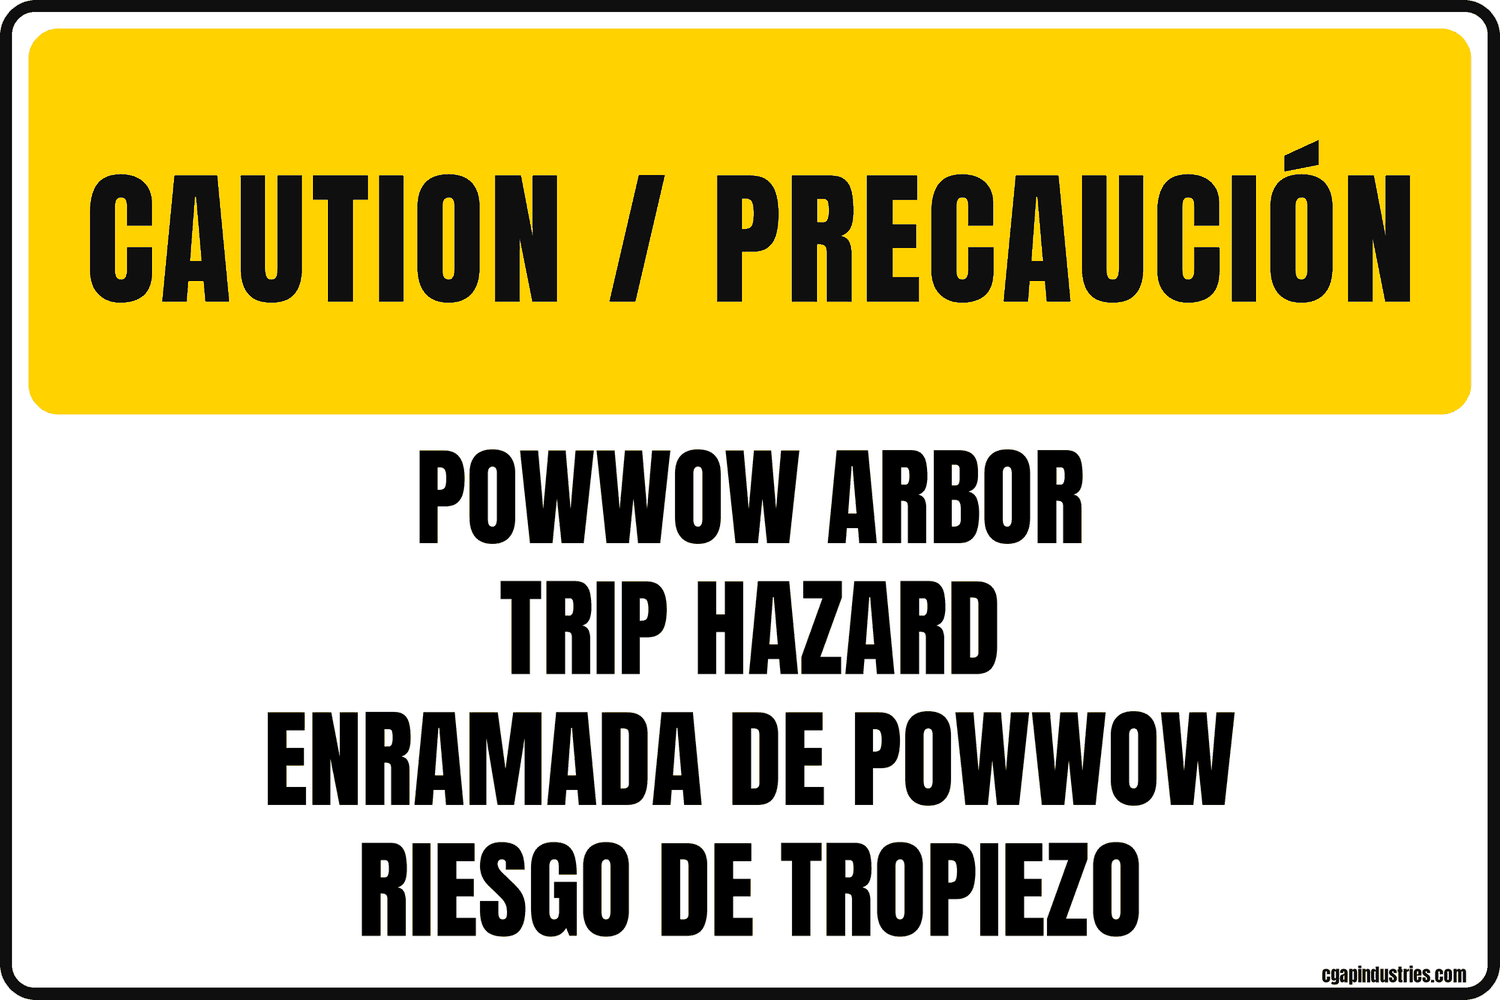 CAUTION / PRECAUCIÓN
POWWOW ARBOR
TRIP HAZARD
ENRAMADA DE POWWOW
RIESGO DE TROPIEZO
cgapindustries.com